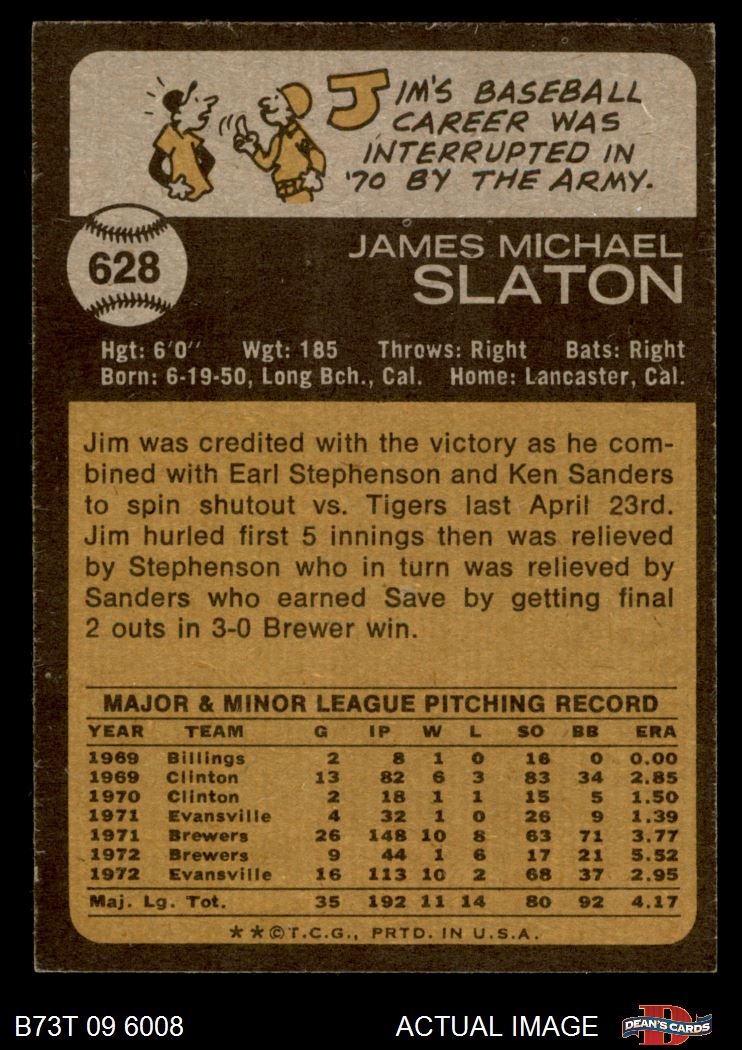 JIM'S BASEBALL
CAREER WAS
INTERRUPTED IN
'70 BY THE ARMY.
628
JAMES MICHAEL
SLATON
Hgt: 6'0" Wgt: 185 Throws: Right Bats: Right
Born: 6-19-50, Long Bch., Cal. Home: Lancaster, Cal.
Jim was credited with the victory as he com-
bined with Earl Stephenson and Ken Sanders
to spin shutout vs. Tigers last April 23rd.
Jim hurled first 5 innings then was relieved
by Stephenson who in turn was relieved by
Sanders who earned Save by getting final
2 outs in 3-0 Brewer win.
MAJOR & MINOR LEAGUE PITCHING RECORD
YEAR TEAM G IP W L SO BB ERA
1969 Billings 2 8 1 0 16 0 0.00
1969 Clinton 13 82 6 3 83 34 2.85
1970 Clinton 2 18 1 1 15 5 1.50
1971 Evansville 4 32 1 0 26 9 1.39
1971 Brewers 26 148 10 8 63 71 3.77
1972 Brewers 9 44 1 6 17 21 5.52
1972 Evansville 16 113 10 2 68 37 2.95
Maj. Lg. Tot. 35 192 11 14 80 92 4.17
**©T.C.G., PRTD. IN U.S.A.
B73T 09 6008 ACTUAL IMAGE
D
DEAN'S CARDS